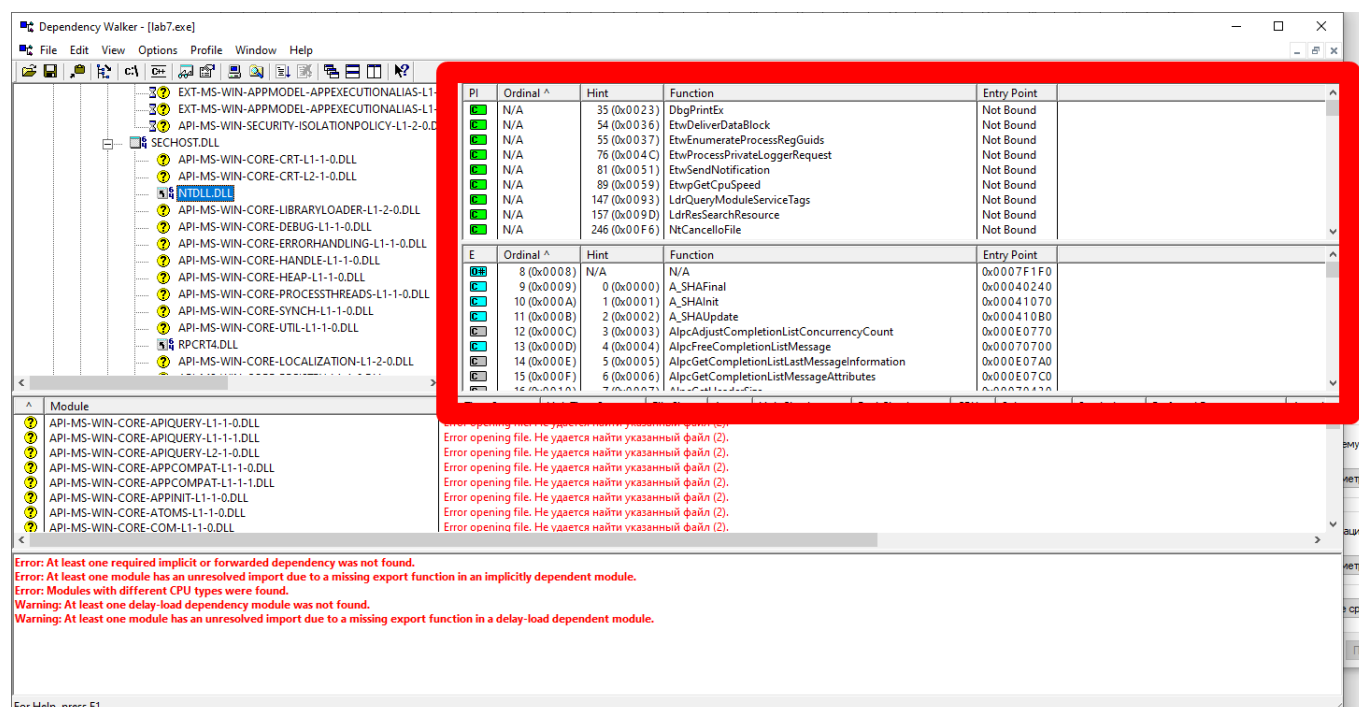 Dependency Walker - [lab7.exe]
File Edit View Options Profile Window Help
EXT-MS-WIN-APPMODEL-APPEXECUTIONALIAS-L1-
EXT-MS-WIN-APPMODEL-APPEXECUTIONALIAS-L1-
API-MS-WIN-SECURITY-ISOLATIONPOLICY-L1-2-0.D
SECHOST.DLL
API-MS-WIN-CORE-CRT-L1-1-0.DLL
API-MS-WIN-CORE-CRT-L2-1-0.DLL
NTDLL.DLL
API-MS-WIN-CORE-LIBRARYLOADER-L1-2-0.DLL
API-MS-WIN-CORE-DEBUG-L1-1-0.DLL
API-MS-WIN-CORE-ERRORHANDLING-L1-1-0.DLL
API-MS-WIN-CORE-HANDLE-L1-1-0.DLL
API-MS-WIN-CORE-HEAP-L1-1-0.DLL
API-MS-WIN-CORE-PROCESSTHREADS-L1-1-0.DLL
API-MS-WIN-CORE-SYNCH-L1-1-0.DLL
API-MS-WIN-CORE-UTIL-L1-1-0.DLL
RPCRT4.DLL
API-MS-WIN-CORE-LOCALIZATION-L1-2-0.DLL
PI Ordinal ^ Hint Function Entry Point
C N/A 35 (0x0023) DbgPrintEx Not Bound
C N/A 54 (0x0036) EtwDeliverDataBlock Not Bound
C N/A 55 (0x0037) EtwEnumerateProcessRegGuids Not Bound
C N/A 76 (0x004C) EtwProcessPrivateLoggerRequest Not Bound
C N/A 81 (0x0051) EtwSendNotification Not Bound
C N/A 89 (0x0059) EtwpGetCpuSpeed Not Bound
C N/A 147 (0x0093) LdrQueryModuleServiceTags Not Bound
C N/A 157 (0x009D) LdrResSearchResource Not Bound
C N/A 246 (0x00F6) NtCancelIoFile Not Bound
E Ordinal ^ Hint Function Entry Point
O# 8 (0x0008) N/A N/A 0x0007F1F0
C 9 (0x0009) 0 (0x0000) A_SHAFinal 0x00040240
C 10 (0x000A) 1 (0x0001) A_SHAInit 0x00041070
C 11 (0x000B) 2 (0x0002) A_SHAUpdate 0x000410B0
C 12 (0x000C) 3 (0x0003) AlpcAdjustCompletionListConcurrencyCount 0x000E0770
C 13 (0x000D) 4 (0x0004) AlpcFreeCompletionListMessage 0x00070700
C 14 (0x000E) 5 (0x0005) AlpcGetCompletionListLastMessageInformation 0x000E07A0
C 15 (0x000F) 6 (0x0006) AlpcGetCompletionListMessageAttributes 0x000E07C0
^ Module
API-MS-WIN-CORE-APIQUERY-L1-1-0.DLL Error opening file. Не удается найти указанный файл (2).
API-MS-WIN-CORE-APIQUERY-L1-1-1.DLL Error opening file. Не удается найти указанный файл (2).
API-MS-WIN-CORE-APIQUERY-L2-1-0.DLL Error opening file. Не удается найти указанный файл (2).
API-MS-WIN-CORE-APPCOMPAT-L1-1-0.DLL Error opening file. Не удается найти указанный файл (2).
API-MS-WIN-CORE-APPCOMPAT-L1-1-1.DLL Error opening file. Не удается найти указанный файл (2).
API-MS-WIN-CORE-APPINIT-L1-1-0.DLL Error opening file. Не удается найти указанный файл (2).
API-MS-WIN-CORE-ATOMS-L1-1-0.DLL Error opening file. Не удается найти указанный файл (2).
API-MS-WIN-CORE-COM-L1-1-0.DLL Error opening file. Не удается найти указанный файл (2).
Error: At least one required implicit or forwarded dependency was not found.
Error: At least one module has an unresolved import due to a missing export function in an implicitly dependent module.
Error: Modules with different CPU types were found.
Warning: At least one delay-load dependency module was not found.
Warning: At least one module has an unresolved import due to a missing export function in a delay-load dependent module.
For Help, press F1